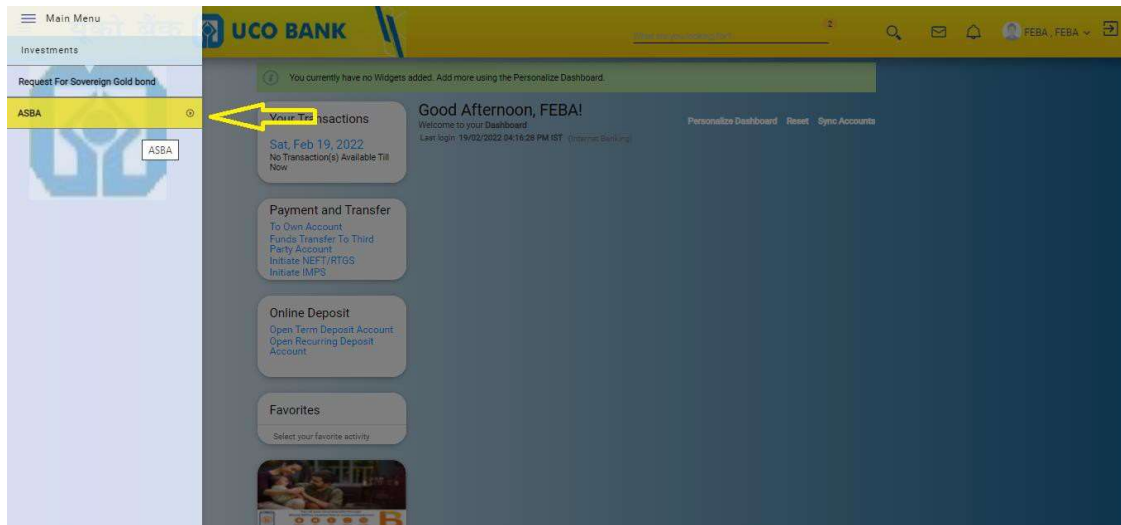 Main Menu
Investments
Request For Sovereign Gold bond
ASBA
ASBA
यूको बैंक
UCO BANK
2
FEBA , FEBA
You currently have no Widgets added. Add more using the Personalize Dashboard.
Good Afternoon, FEBA!
Welcome to your Dashboard
Last login 19/02/2022 04:16:26 PM IST (Internet Banking)
Personalize Dashboard Reset Sync Accounts
Your Transactions
Sat, Feb 19, 2022
No Transaction(s) Available Till
Now
Payment and Transfer
To Own Account
Funds Transfer To Third
Party Account
Initiate NEFT/RTGS
Initiate IMPS
Online Deposit
Open Term Deposit Account
Open Recurring Deposit
Account
Favorites
Select your favorite activity